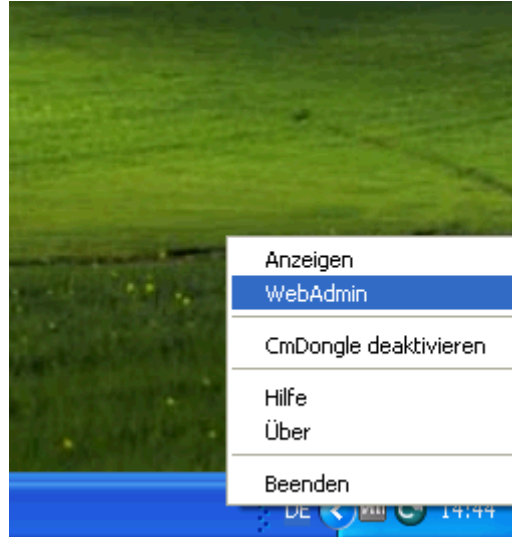 Anzeigen
WebAdmin
CmDongle deaktivieren
Hilfe
Über
Beenden
DE 14:44